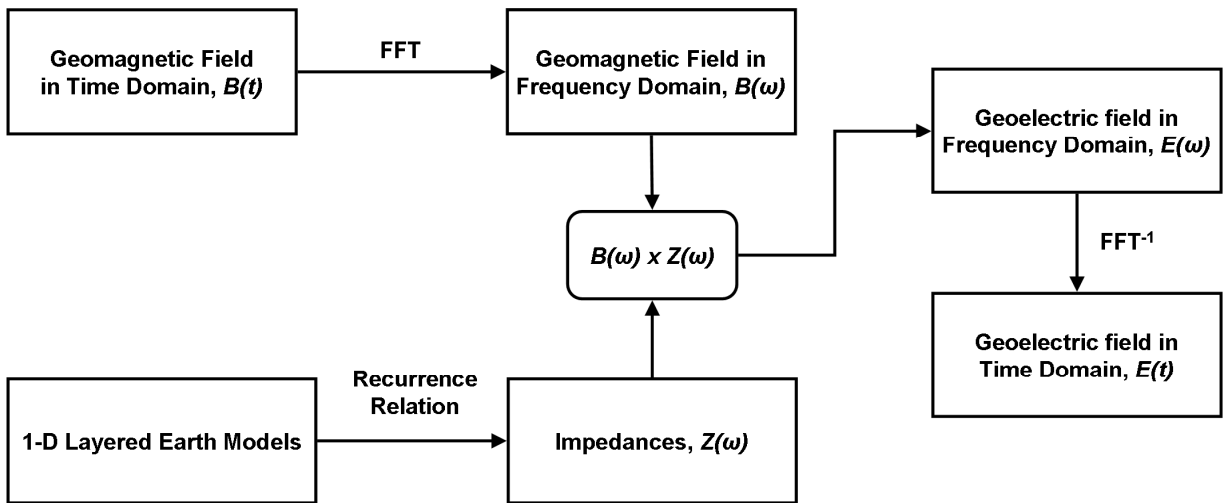 Geomagnetic Field
in Time Domain, B(t)
FFT
Geomagnetic Field in
Frequency Domain, B(ω)
Geoelectric field in
Frequency Domain, E(ω)
B(ω) x Z(ω)
FFT⁻¹
Geoelectric field in
Time Domain, E(t)
1-D Layered Earth Models
Recurrence
Relation
Impedances, Z(ω)